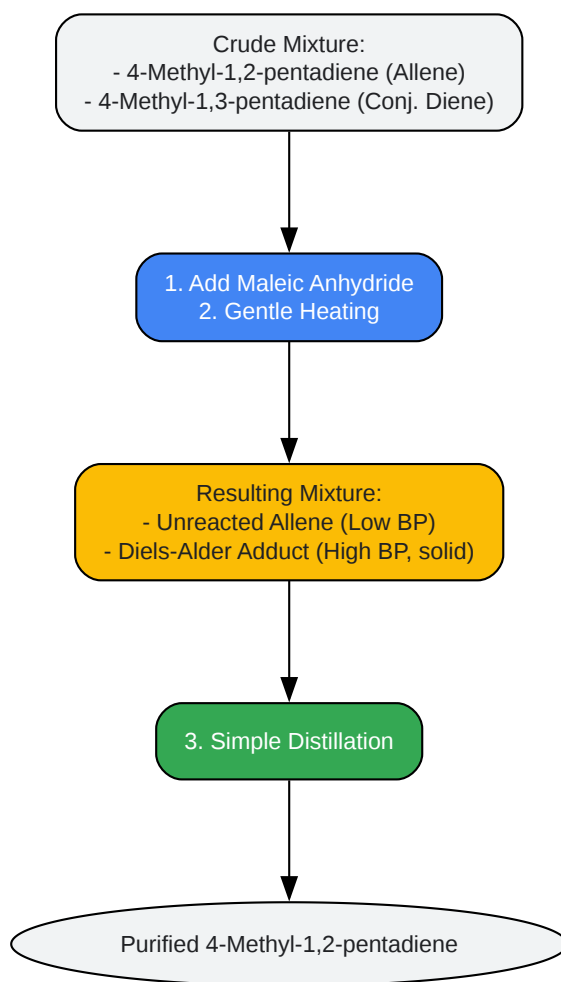 Crude Mixture:
- 4-Methyl-1,2-pentadiene (Allene)
- 4-Methyl-1,3-pentadiene (Conj. Diene)
1. Add Maleic Anhydride
2. Gentle Heating
Resulting Mixture:
- Unreacted Allene (Low BP)
- Diels-Alder Adduct (High BP, solid)
3. Simple Distillation
Purified 4-Methyl-1,2-pentadiene